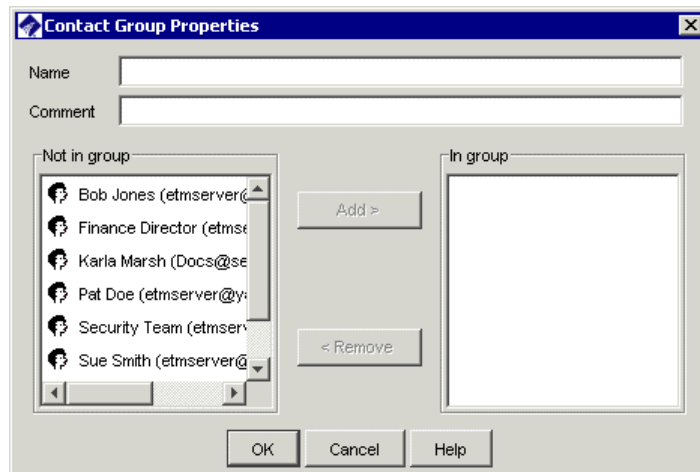 Contact Group Properties
Name
Comment
Not in group
In group
Bob Jones (etmserver@
Finance Director (etmse
Karla Marsh (Docs@se
Pat Doe (etmserver@y
Security Team (etmserv
Sue Smith (etmserver@
Add >
< Remove
OK
Cancel
Help